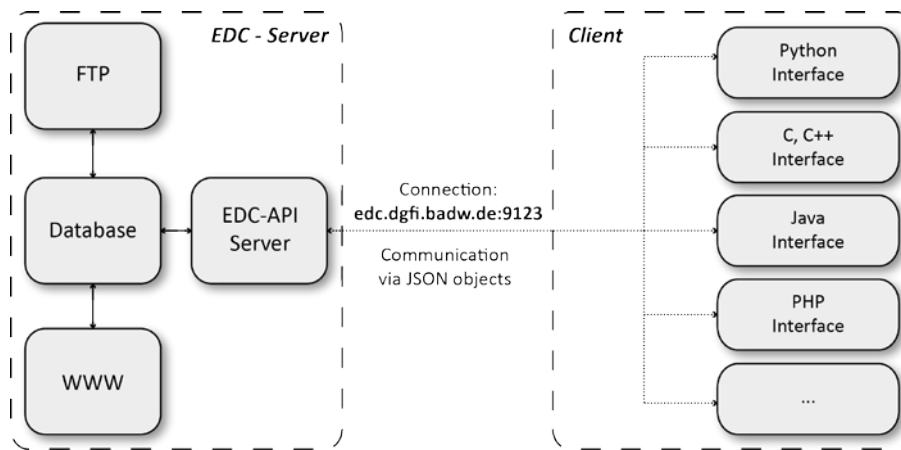 EDC - Server
FTP
Database
EDC-API
Server
WWW
Connection:
edc.dgfi.badw.de:9123
Communication
via JSON objects
Client
Python
Interface
C, C++
Interface
Java
Interface
PHP
Interface
...